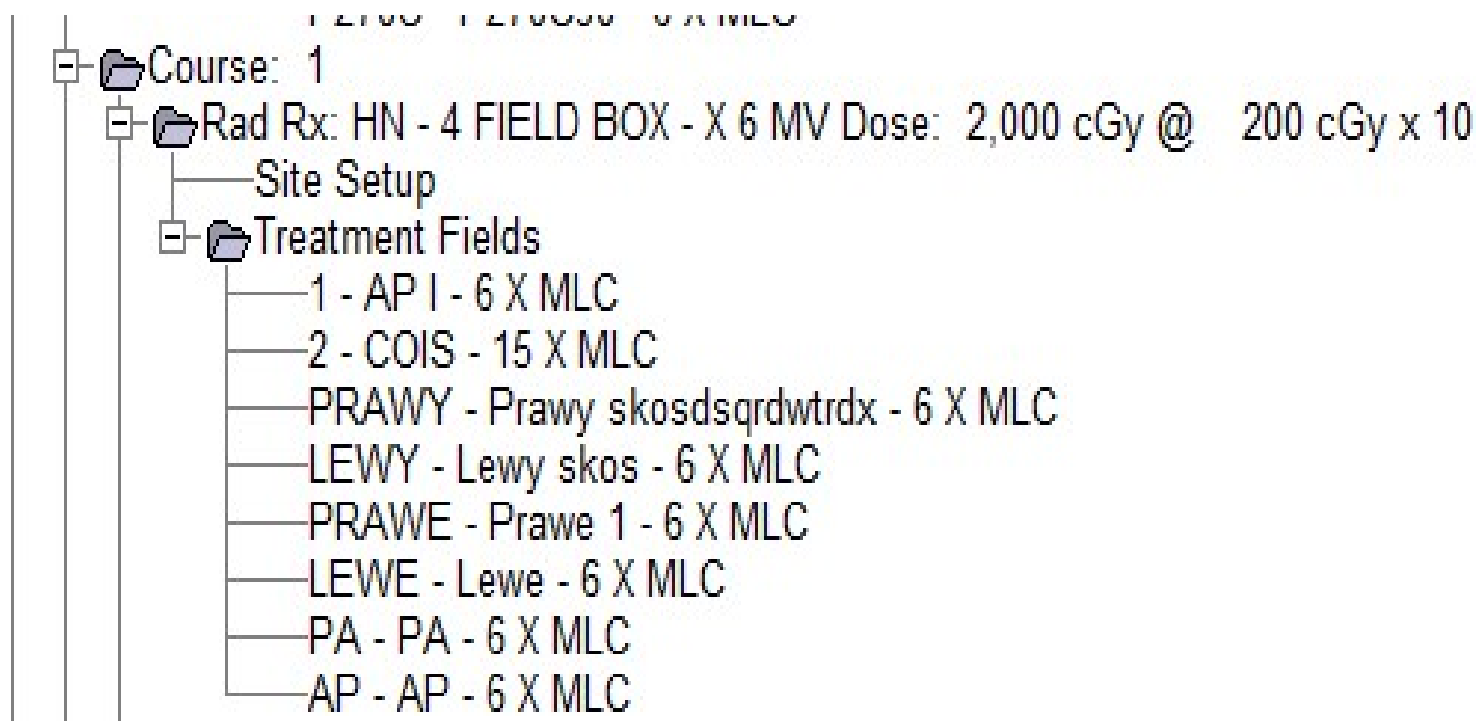 Course: 1
Rad Rx: HN - 4 FIELD BOX - X 6 MV Dose: 2,000 cGy @ 200 cGy x 10
Site Setup
Treatment Fields
1 - AP I - 6 X MLC
2 - COIS - 15 X MLC
PRAWY - Prawy skosdsqrdwtrdx - 6 X MLC
LEWY - Lewy skos - 6 X MLC
PRAWE - Prawe 1 - 6 X MLC
LEWE - Lewe - 6 X MLC
PA - PA - 6 X MLC
AP - AP - 6 X MLC